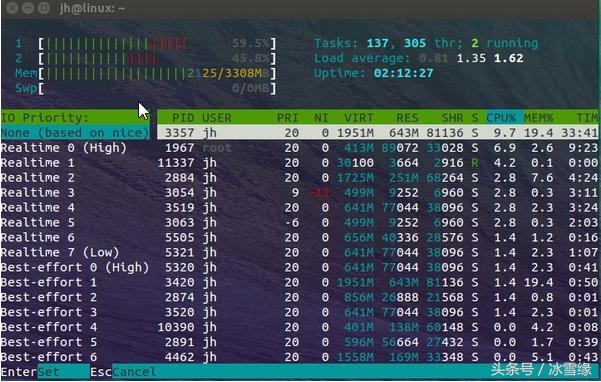 jh@linux: ~
1 [||||||||||||||||||||| 59.5%] Tasks: 137, 305 thr; 2 running
2 [|||||||||||||||| 45.8%] Load average: 0.81 1.35 1.62
Mem[||||||||||||||||||||2125/3308MB] Uptime: 02:12:27
Swp[ 0/0MB]
IO Priority: PID USER PRI NI VIRT RES SHR S CPU% MEM% TIM
None (based on nice) 3357 jh 20 0 1951M 643M 81136 S 9.7 19.4 33:41
Realtime 0 (High) 1967 root 20 0 413M 89072 33028 S 6.9 2.6 9:23
Realtime 1 11337 jh 20 0 30100 3664 2916 R 4.2 0.1 0:00
Realtime 2 2884 jh 20 0 1725M 251M 68264 S 2.8 7.6 4:24
Realtime 3 3054 jh 9 -11 499M 9252 6960 S 2.8 0.3 3:11
Realtime 4 3519 jh 20 0 641M 77044 38096 S 2.8 2.3 3:24
Realtime 5 3063 jh -6 0 499M 9252 6960 S 2.8 0.3 2:03
Realtime 6 5505 jh 20 0 656M 40336 28576 S 1.4 1.2 0:16
Realtime 7 (Low) 5321 jh 20 0 641M 77044 38096 S 1.4 2.3 1:07
Best-effort 0 (High) 5320 jh 20 0 641M 77044 38096 S 1.4 2.3 0:41
Best-effort 1 3420 jh 20 0 1951M 643M 81136 S 1.4 19.4 0:50
Best-effort 2 2874 jh 20 0 856M 26888 21568 S 1.4 0.8 0:01
Best-effort 3 3520 jh 20 0 641M 77044 38096 S 1.4 2.3 0:01
Best-effort 4 10390 jh 20 0 401M 138M 60148 S 0.0 4.2 0:08
Best-effort 5 2891 jh 20 0 596M 56664 27432 S 0.0 1.7 0:39
Best-effort 6 4462 jh 20 0 1558M 169M 33348 S 0.0 5.1 0:43
EnterSet EscCancel
头条号 / 冰雪缘